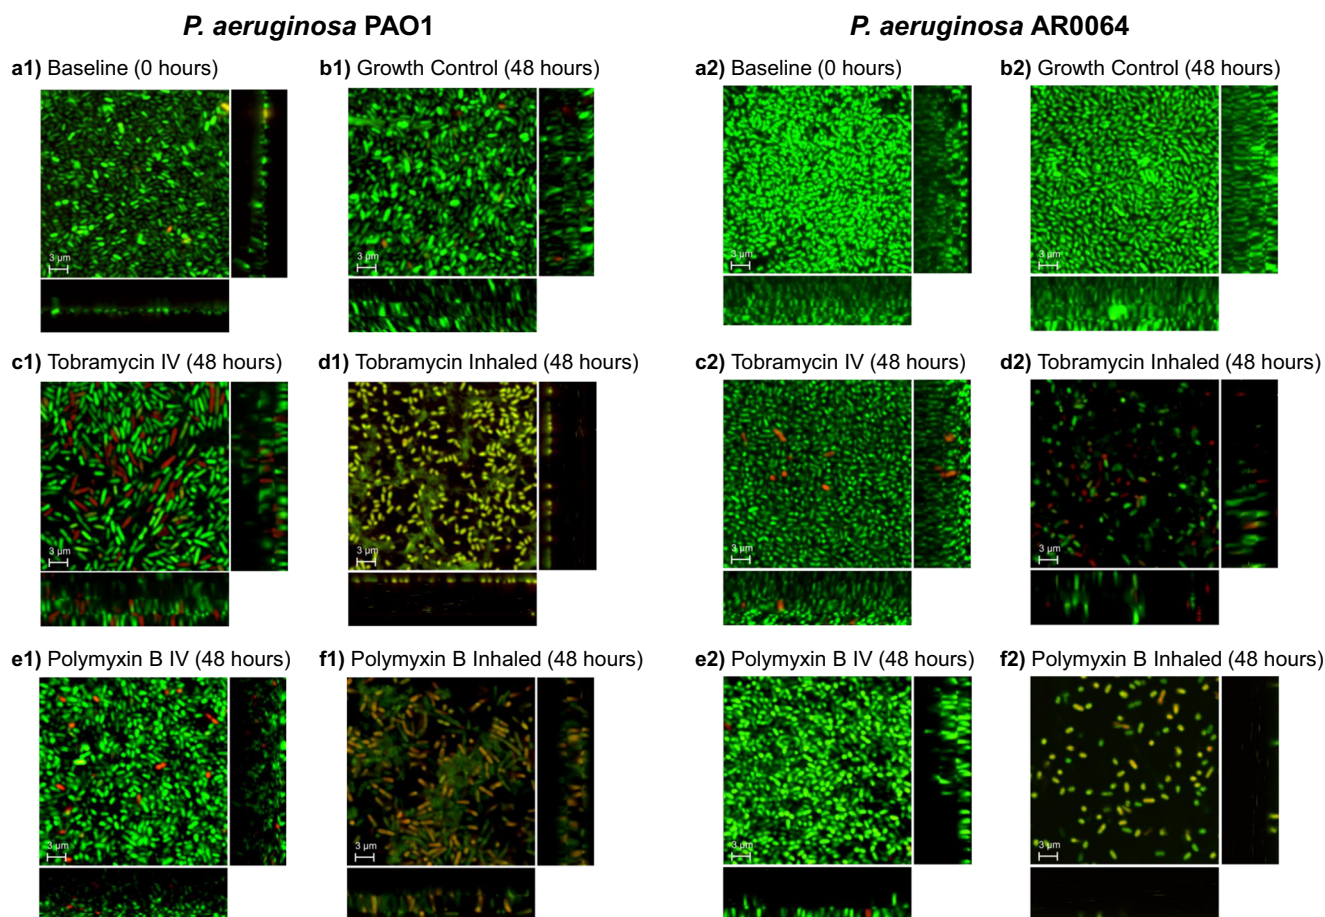 P. aeruginosa PAO1
P. aeruginosa AR0064
a1) Baseline (0 hours)
b1) Growth Control (48 hours)
a2) Baseline (0 hours)
b2) Growth Control (48 hours)
3 µm
3 µm
3 µm
3 µm
c1) Tobramycin IV (48 hours)
d1) Tobramycin Inhaled (48 hours)
c2) Tobramycin IV (48 hours)
d2) Tobramycin Inhaled (48 hours)
3 µm
3 µm
3 µm
3 µm
e1) Polymyxin B IV (48 hours)
f1) Polymyxin B Inhaled (48 hours)
e2) Polymyxin B IV (48 hours)
f2) Polymyxin B Inhaled (48 hours)
3 µm
3 µm
3 µm
3 µm